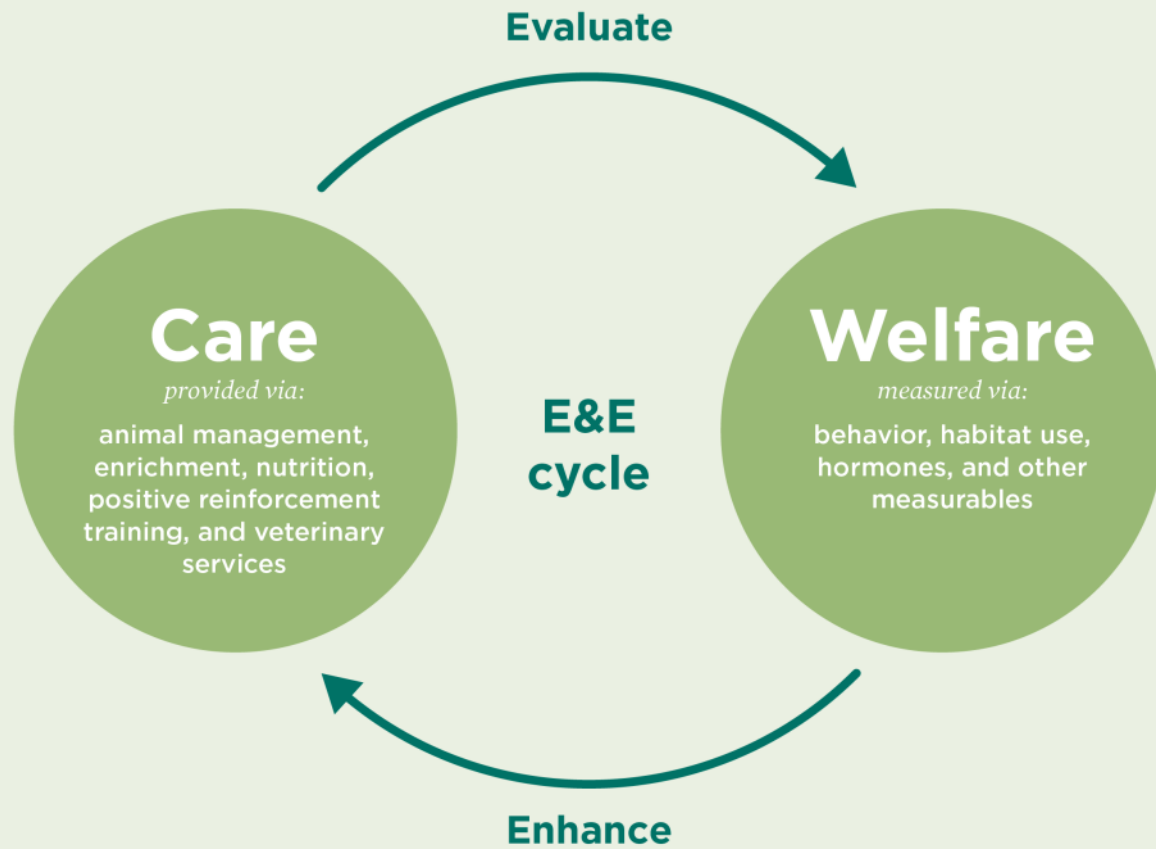 Evaluate
Care
provided via:
animal management,
enrichment, nutrition,
positive reinforcement
training, and veterinary
services
E&E
cycle
Welfare
measured via:
behavior, habitat use,
hormones, and other
measurables
Enhance